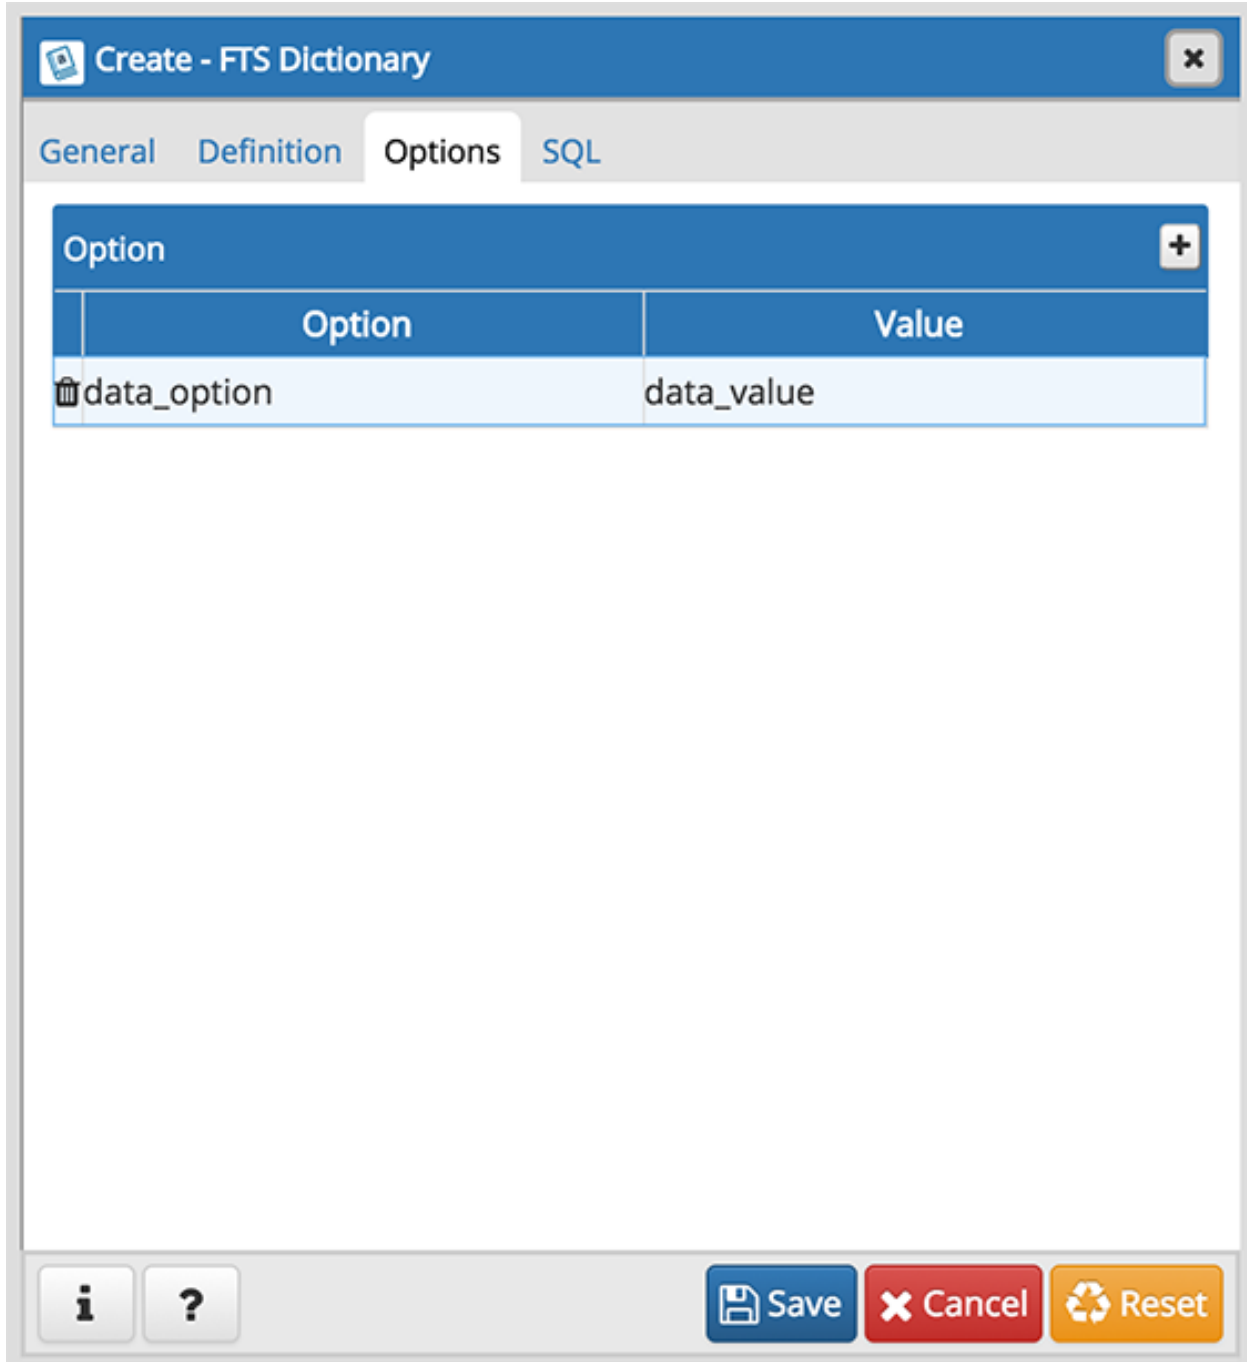 Create - FTS Dictionary
General Definition Options SQL
Option
Option Value
data_option data_value
i ? Save Cancel Reset